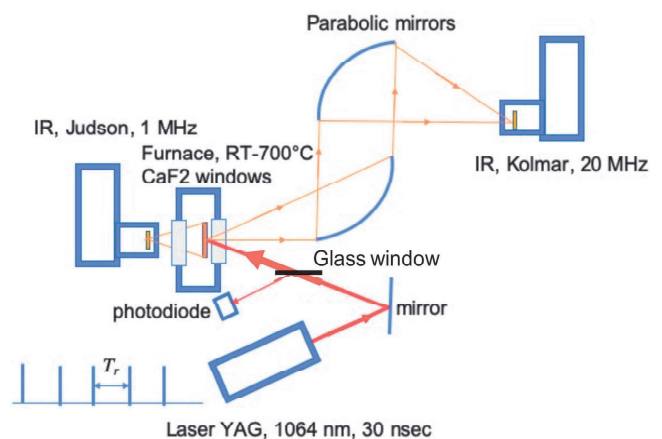 Parabolic mirrors
IR, Judson, 1 MHz
Furnace, RT-700°C
CaF2 windows
IR, Kolmar, 20 MHz
Glass window
photodiode
mirror
T_r
Laser YAG, 1064 nm, 30 nsec